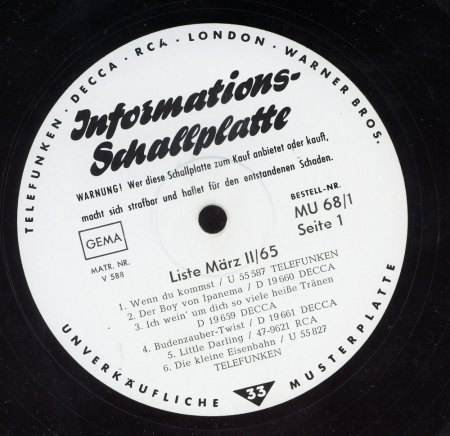 TELEFUNKEN · DECCA · RCA · LONDON · WARNER BROS.
Informations-
Schallplatte
WARNUNG! Wer diese Schallplatte zum Kauf anbietet oder kauft,
macht sich strafbar und haftet für den entstandenen Schaden.
GEMA
MATR. NR.
V 588
BESTELL-NR.
MU 68/1
Seite 1
Liste März II/65
1. Wenn du kommst / U 55 587 TELEFUNKEN
2. Der Boy von Ipanema / D 19 660 DECCA
3. Ich wein' um dich so viele heiße Tränen
D 19 659 DECCA
4. Budenzauber-Twist / D 19 661 DECCA
5. Little Darling / 47-9621 RCA
6. Die kleine Eisenbahn / U 55 827
TELEFUNKEN
UNVERKÄUFLICHE 33 MUSTERPLATTE